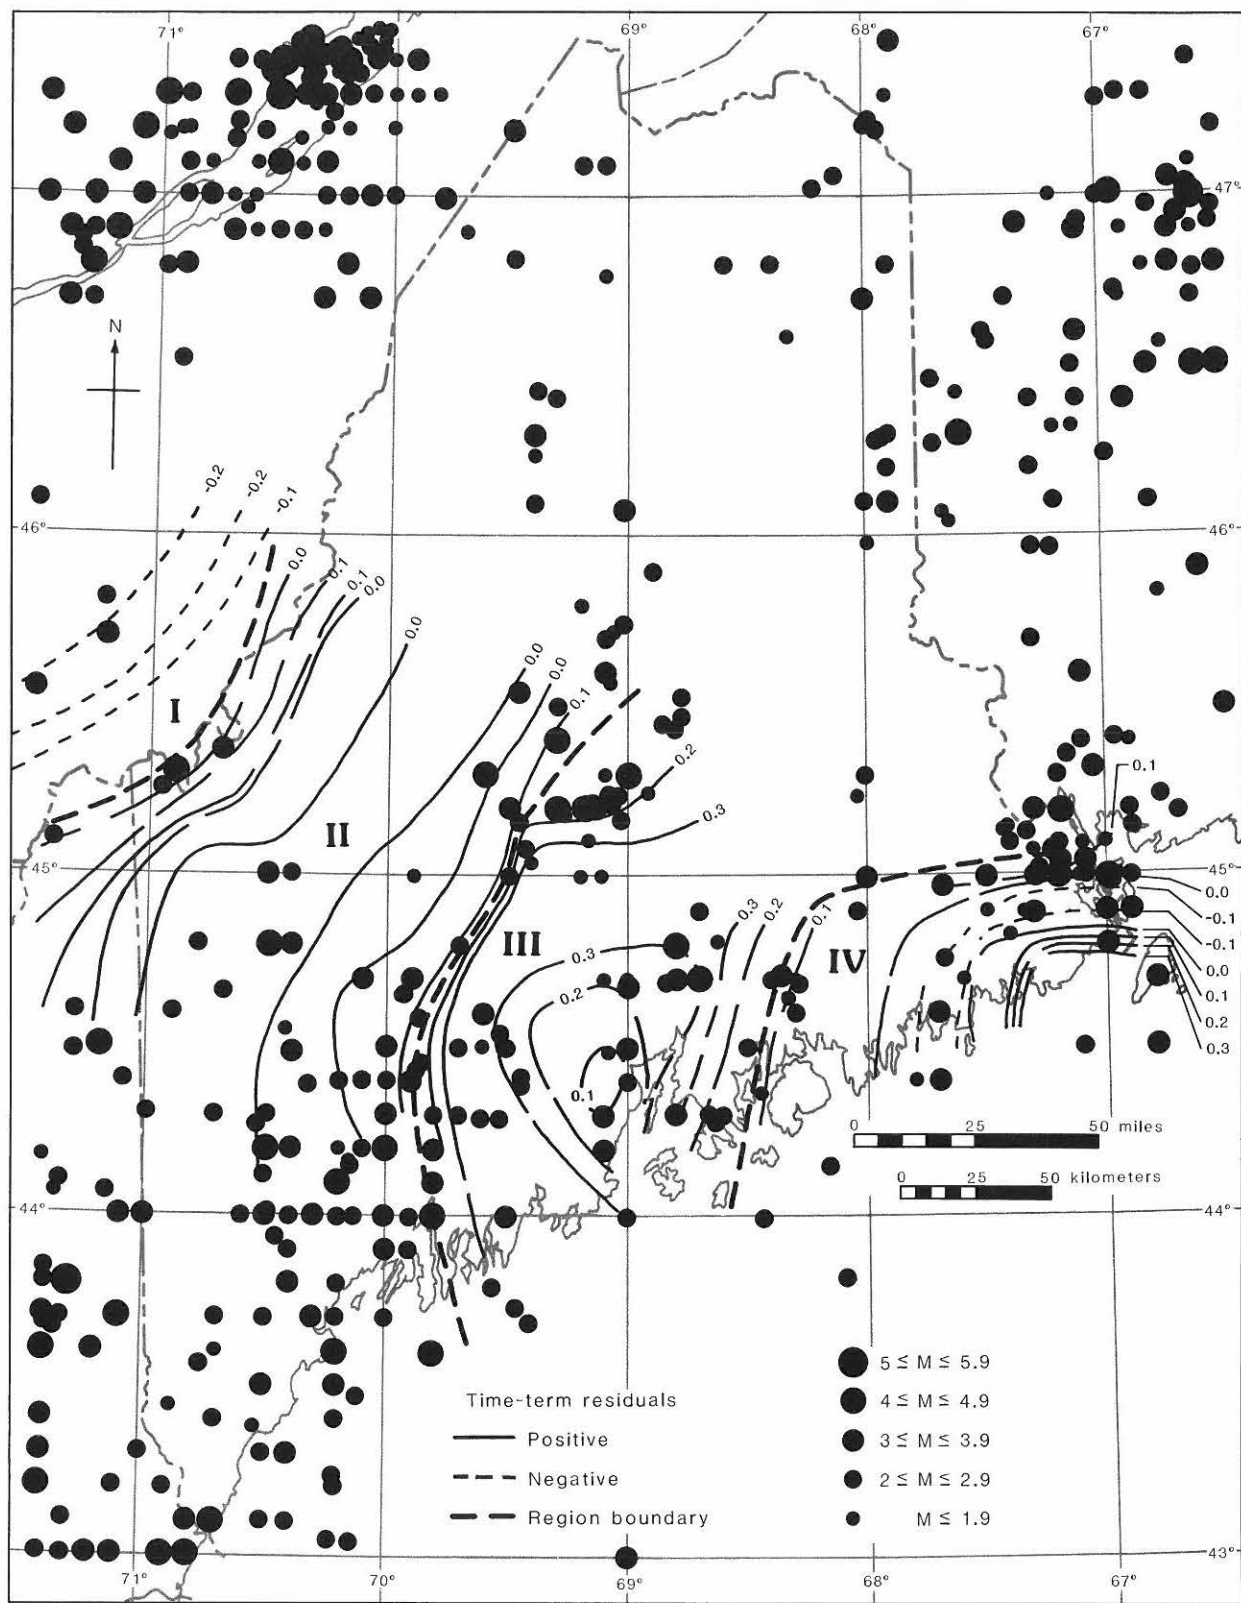 71° 69° 68° 67°
47°
N
-0.2 -0.2 -0.1
46° 46°
0.0 0.1 0.1 0.0
0.0 0.0 0.0 0.1
I
0.2
0.1
0.3
II
45° 45°
0.0
-0.1
0.3 0.2 0.1
III
IV
-0.1
0.3
0.0
0.2
0.1
0.2
0.3
0.1
0 25 50 miles
0 25 50 kilometers
44° 44°
5 ≤ M ≤ 5.9
Time-term residuals
4 ≤ M ≤ 4.9
Positive
3 ≤ M ≤ 3.9
Negative
2 ≤ M ≤ 2.9
Region boundary
M ≤ 1.9
43°
71° 70° 69° 68° 67°